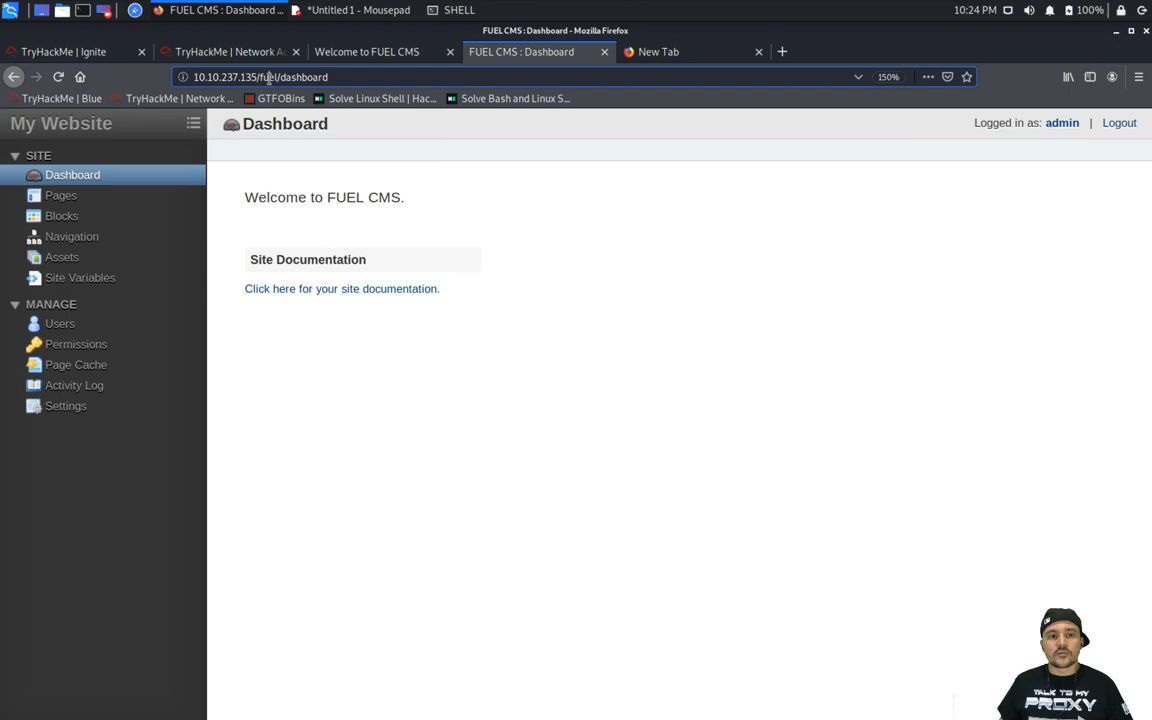 FUEL CMS : Dashboard ... *Untitled 1 - Mousepad SHELL 10:24 PM 100%
FUEL CMS : Dashboard - Mozilla Firefox
TryHackMe | Ignite TryHackMe | Network Ac Welcome to FUEL CMS FUEL CMS : Dashboard New Tab
10.10.237.135/fuel/dashboard 150%
TryHackMe | Blue TryHackMe | Network ... GTFOBins Solve Linux Shell | Hac... Solve Bash and Linux S...
My Website Dashboard Logged in as: admin | Logout
SITE
Dashboard
Pages
Blocks
Navigation
Assets
Site Variables
MANAGE
Users
Permissions
Page Cache
Activity Log
Settings
Welcome to FUEL CMS.
Site Documentation
Click here for your site documentation.
TALK TO MY
PROXY